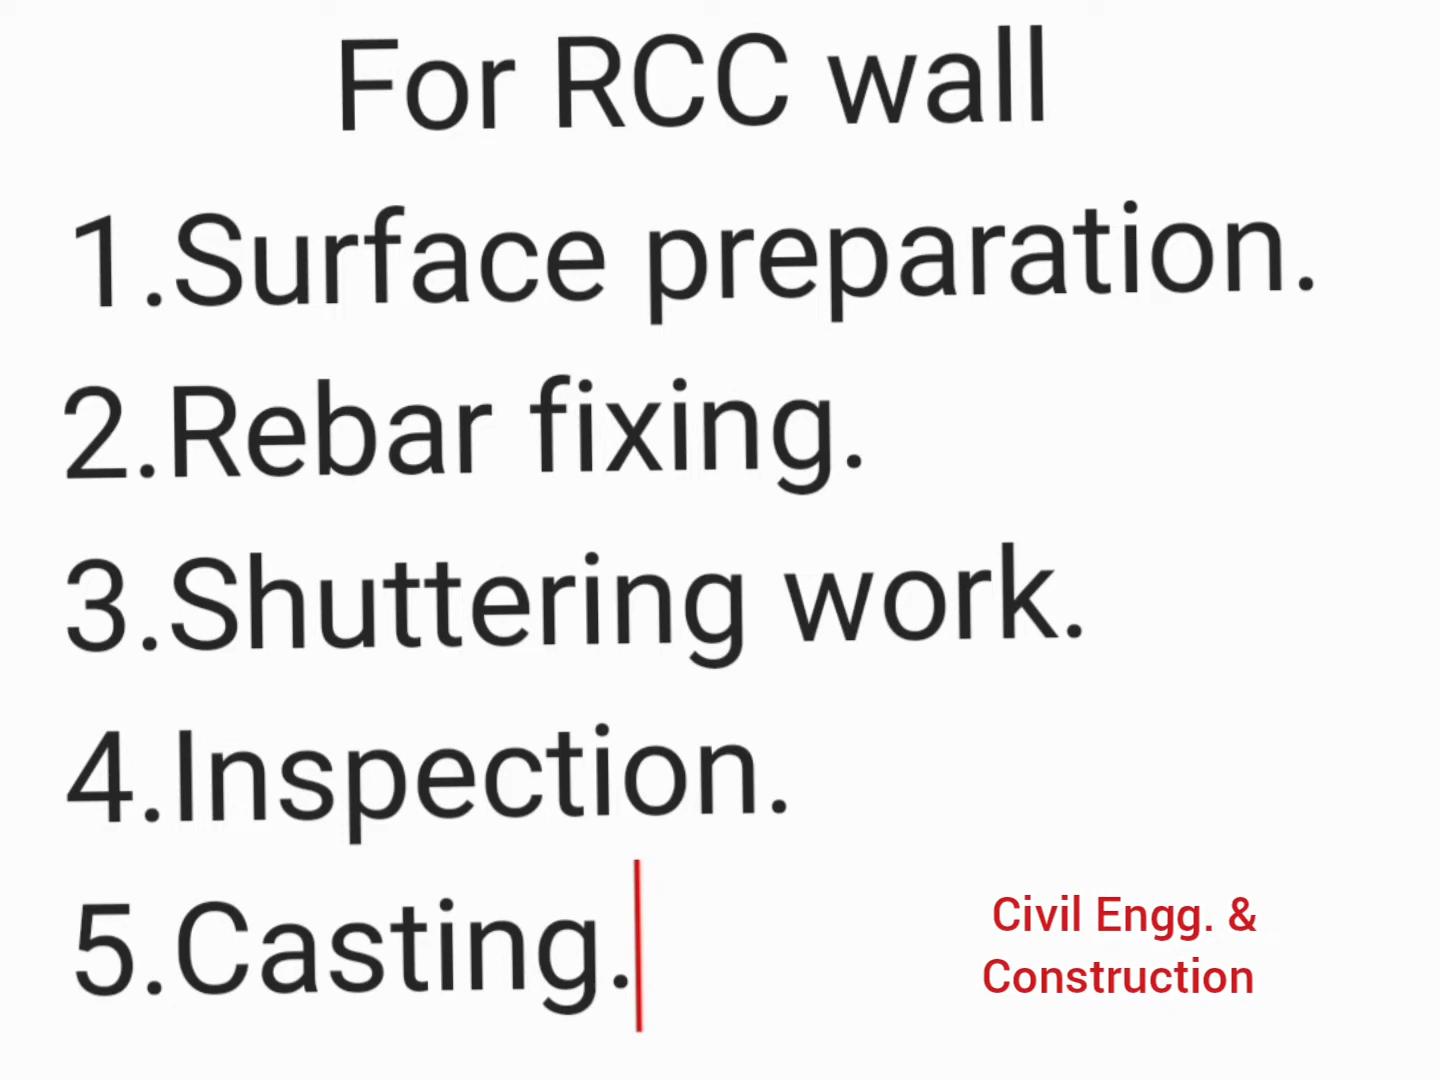 For RCC wall
1.Surface preparation.
2.Rebar fixing.
3.Shuttering work.
4.Inspection.
5.Casting.
Civil Engg. &
Construction